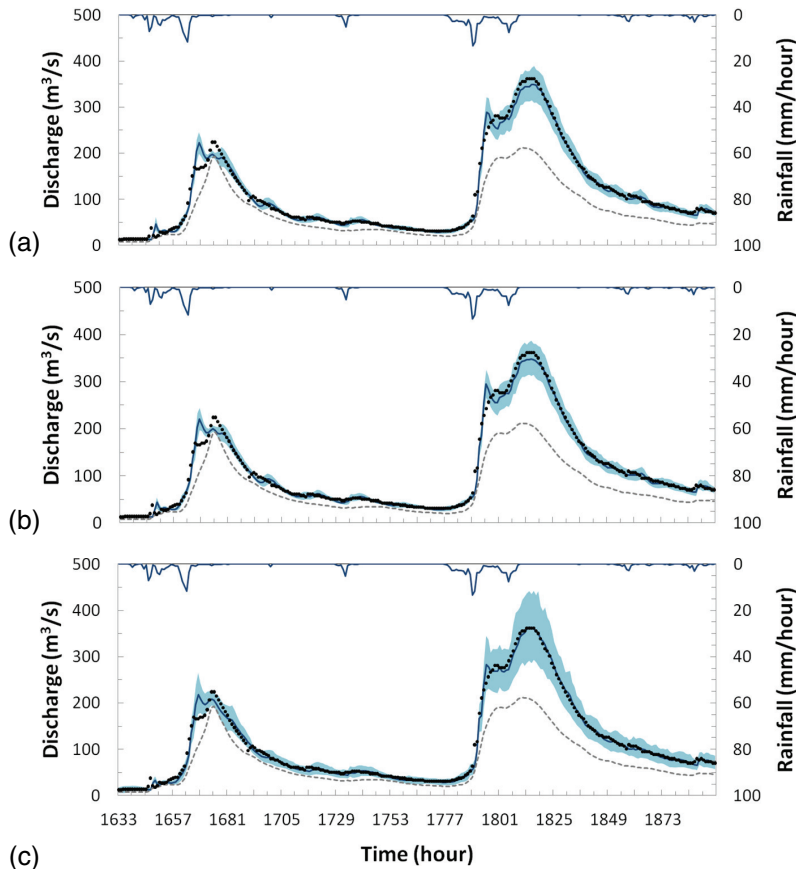 500 0
400 20
300 40
200 60
100 80
0 100
Discharge (m³/s)
Rainfall (mm/hour)
(a)
500 0
400 20
300 40
200 60
100 80
0 100
Discharge (m³/s)
Rainfall (mm/hour)
(b)
500 0
400 20
300 40
200 60
100 80
0 100
Discharge (m³/s)
Rainfall (mm/hour)
1633 1657 1681 1705 1729 1753 1777 1801 1825 1849 1873
(c)
Time (hour)